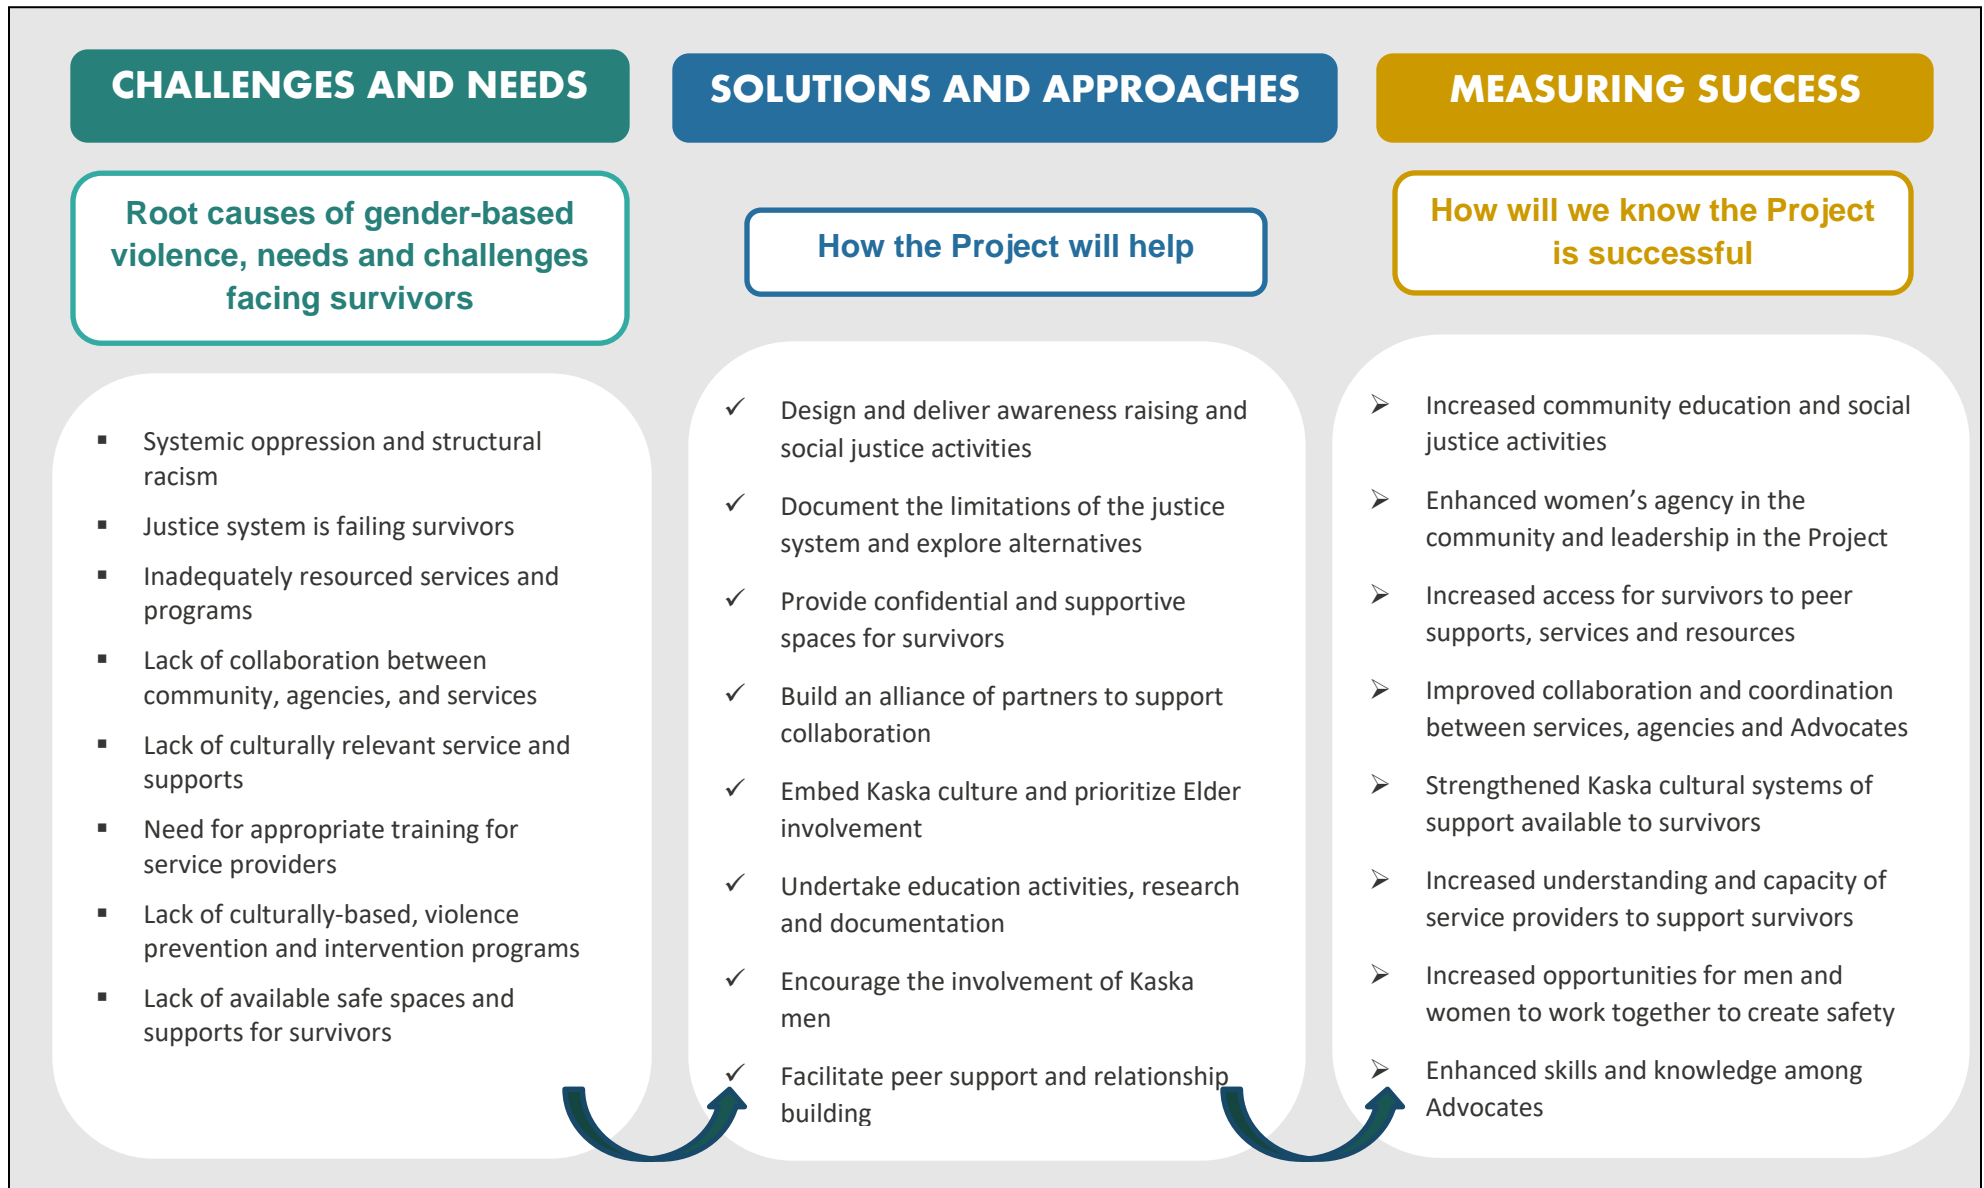 CHALLENGES AND NEEDS
Root causes of gender-based
violence, needs and challenges
facing survivors
▪ Systemic oppression and structural
racism
▪ Justice system is failing survivors
▪ Inadequately resourced services and
programs
▪ Lack of collaboration between
community, agencies, and services
▪ Lack of culturally relevant service and
supports
▪ Need for appropriate training for
service providers
▪ Lack of culturally-based, violence
prevention and intervention programs
▪ Lack of available safe spaces and
supports for survivors
SOLUTIONS AND APPROACHES
How the Project will help
✓ Design and deliver awareness raising and
social justice activities
✓ Document the limitations of the justice
system and explore alternatives
✓ Provide confidential and supportive
spaces for survivors
✓ Build an alliance of partners to support
collaboration
✓ Embed Kaska culture and prioritize Elder
involvement
✓ Undertake education activities, research
and documentation
✓ Encourage the involvement of Kaska
men
✓ Facilitate peer support and relationship
building
MEASURING SUCCESS
How will we know the Project
is successful
➢ Increased community education and social
justice activities
➢ Enhanced women’s agency in the
community and leadership in the Project
➢ Increased access for survivors to peer
supports, services and resources
➢ Improved collaboration and coordination
between services, agencies and Advocates
➢ Strengthened Kaska cultural systems of
support available to survivors
➢ Increased understanding and capacity of
service providers to support survivors
➢ Increased opportunities for men and
women to work together to create safety
➢ Enhanced skills and knowledge among
Advocates